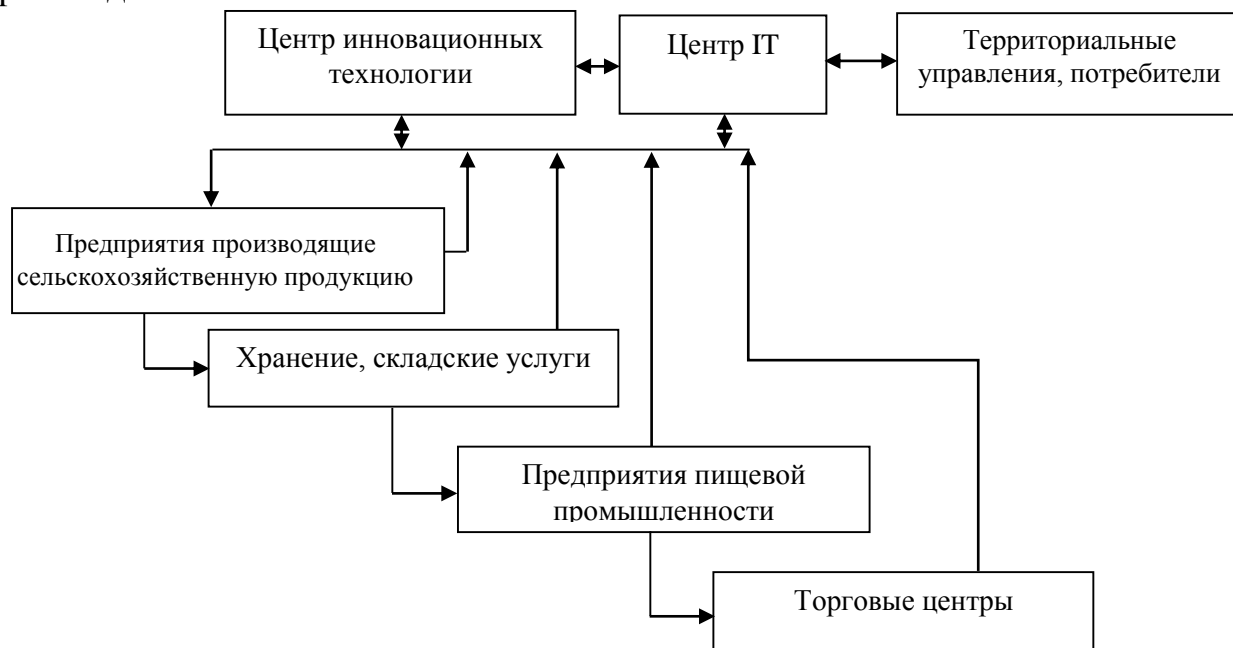 Центр инновационных
технологии
Центр IT
Территориальные
управления, потребители
Предприятия производящие
сельскохозяйственную продукцию
Хранение, складские услуги
Предприятия пищевой
промышленности
Торговые центры